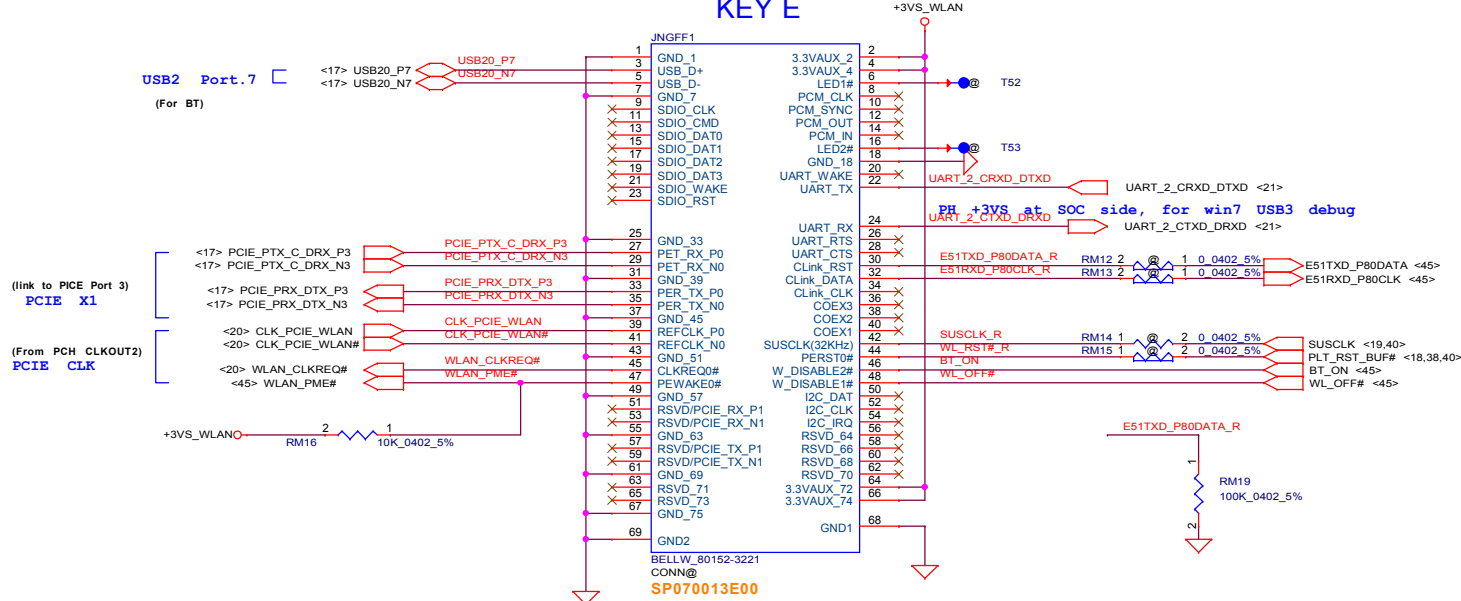 KEY E
+3VS_WLAN
JNGFF1
USB2 Port.7
(For BT)
<17> USB20_P7 USB20_P7
<17> USB20_N7 USB20_N7
1 GND_1
3 USB_D+
5 USB_D-
7 GND_7
9 SDIO_CLK
11 SDIO_CMD
13 SDIO_DAT0
15 SDIO_DAT1
17 SDIO_DAT2
19 SDIO_DAT3
21 SDIO_WAKE
23 SDIO_RST
25 GND_33
27 PET_RX_P0
29 PET_RX_N0
31 GND_39
33 PER_TX_P0
35 PER_TX_N0
37 GND_45
39 REFCLK_P0
41 REFCLK_N0
43 GND_51
45 CLKREQ0#
47 PEWAKE0#
49 GND_57
51 RSVD/PCIE_RX_P1
53 RSVD/PCIE_RX_N1
55 GND_63
57 RSVD/PCIE_TX_P1
59 RSVD/PCIE_TX_N1
61 GND_69
63 RSVD_71
65 RSVD_73
67 GND_75
69 GND2
3.3VAUX_2 2
3.3VAUX_4 4
LED1# 6 @ T52
PCM_CLK 8
PCM_SYNC 10
PCM_OUT 12
PCM_IN 14
LED2# 16 @ T53
GND_18 18
UART_WAKE 20
UART_TX 22 UART_2_CRXD_DTXD UART_2_CRXD_DTXD <21>
PH +3VS at SOC side, for win7 USB3 debug
UART_RX 24 UART_2_CTXD_DRXD UART_2_CTXD_DRXD <21>
UART_RTS 26
UART_CTS 28
CLink_RST 30 E51TXD_P80DATA_R RM12 2 @ 1 0_0402_5% E51TXD_P80DATA <45>
CLink_DATA 32 E51RXD_P80CLK_R RM13 2 @ 1 0_0402_5% E51RXD_P80CLK <45>
CLink_CLK 34
COEX3 36
COEX2 38
COEX1 40
SUSCLK(32KHz) 42 SUSCLK_R RM14 1 @ 2 0_0402_5% SUSCLK <19,40>
PERST0# 44 WL_RST#_R RM15 1 @ 2 0_0402_5% PLT_RST_BUF# <18,38,40>
W_DISABLE2# 46 BT_ON BT_ON <45>
W_DISABLE1# 48 WL_OFF# WL_OFF# <45>
I2C_DAT 50
I2C_CLK 52
I2C_IRQ 54
RSVD_64 56
RSVD_66 58
RSVD_68 60
RSVD_70 62
3.3VAUX_72 64
3.3VAUX_74 66
GND1 68
<17> PCIE_PTX_C_DRX_P3 PCIE_PTX_C_DRX_P3
<17> PCIE_PTX_C_DRX_N3 PCIE_PTX_C_DRX_N3
(link to PICE Port 3)
PCIE X1
<17> PCIE_PRX_DTX_P3 PCIE_PRX_DTX_P3
<17> PCIE_PRX_DTX_N3 PCIE_PRX_DTX_N3
<20> CLK_PCIE_WLAN CLK_PCIE_WLAN
<20> CLK_PCIE_WLAN# CLK_PCIE_WLAN#
(From PCH CLKOUT2)
PCIE CLK
<20> WLAN_CLKREQ# WLAN_CLKREQ#
<45> WLAN_PME# WLAN_PME#
+3VS_WLAN 2 1
RM16 10K_0402_5%
E51TXD_P80DATA_R
1
RM19
100K_0402_5%
2
BELLW_80152-3221
CONN@
SP070013E00